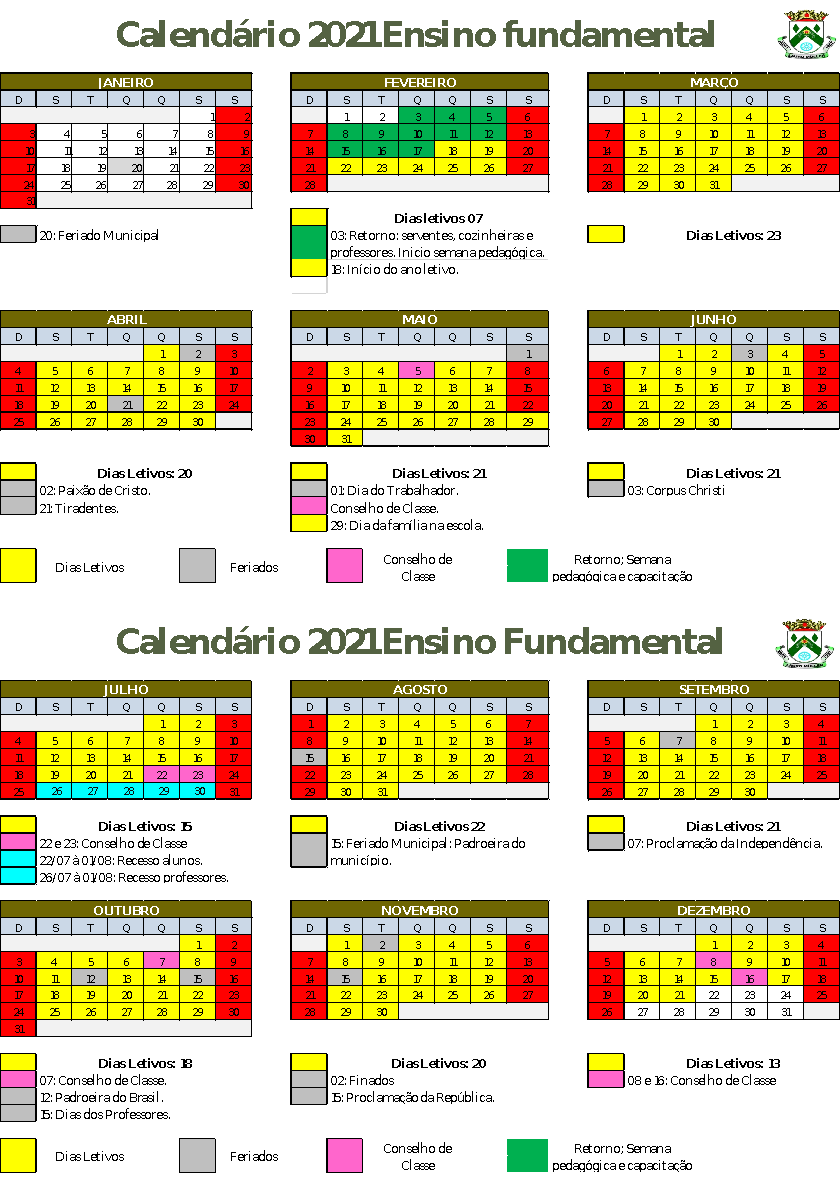 Calendário 2021 Ensino fundamental
JANEIRO
D S T Q Q S S
1 2
3 4 5 6 7 8 9
10 11 12 13 14 15 16
17 18 19 20 21 22 23
24 25 26 27 28 29 30
31
20: Feriado Municipal
FEVEREIRO
D S T Q Q S S
1 2 3 4 5 6
7 8 9 10 11 12 13
14 15 16 17 18 19 20
21 22 23 24 25 26 27
28
Dias letivos 07
03: Retorno: serventes, cozinheiras e
professores. Inicio semana pedagógica.
18: Início do ano letivo.
MARÇO
D S T Q Q S S
1 2 3 4 5 6
7 8 9 10 11 12 13
14 15 16 17 18 19 20
21 22 23 24 25 26 27
28 29 30 31
Dias Letivos: 23
ABRIL
D S T Q Q S S
1 2 3
4 5 6 7 8 9 10
11 12 13 14 15 16 17
18 19 20 21 22 23 24
25 26 27 28 29 30
Dias Letivos: 20
02: Paixão de Cristo.
21: Tiradentes.
MAIO
D S T Q Q S S
1
2 3 4 5 6 7 8
9 10 11 12 13 14 15
16 17 18 19 20 21 22
23 24 25 26 27 28 29
30 31
Dias Letivos: 21
01: Dia do Trabalhador.
Conselho de Classe.
29: Dia da família na escola.
JUNHO
D S T Q Q S S
1 2 3 4 5
6 7 8 9 10 11 12
13 14 15 16 17 18 19
20 21 22 23 24 25 26
27 28 29 30
Dias Letivos: 21
03: Corpus Christi
Dias Letivos
Feriados
Conselho de
Classe
Retorno; Semana
pedagógica e capacitação
Calendário 2021 Ensino Fundamental
JULHO
D S T Q Q S S
1 2 3
4 5 6 7 8 9 10
11 12 13 14 15 16 17
18 19 20 21 22 23 24
25 26 27 28 29 30 31
Dias Letivos: 15
22 e 23: Conselho de Classe
22/07 à 01/08: Recesso alunos.
26/07 à 01/08: Recesso professores.
AGOSTO
D S T Q Q S S
1 2 3 4 5 6 7
8 9 10 11 12 13 14
15 16 17 18 19 20 21
22 23 24 25 26 27 28
29 30 31
Dias Letivos 22
15: Feriado Municipal: Padroeira do
município.
SETEMBRO
D S T Q Q S S
1 2 3 4
5 6 7 8 9 10 11
12 13 14 15 16 17 18
19 20 21 22 23 24 25
26 27 28 29 30
Dias Letivos: 21
07: Proclamação da Independência.
OUTUBRO
D S T Q Q S S
1 2
3 4 5 6 7 8 9
10 11 12 13 14 15 16
17 18 19 20 21 22 23
24 25 26 27 28 29 30
31
Dias Letivos: 18
07: Conselho de Classe.
12: Padroeira do Brasil.
15: Dias dos Professores.
NOVEMBRO
D S T Q Q S S
1 2 3 4 5 6
7 8 9 10 11 12 13
14 15 16 17 18 19 20
21 22 23 24 25 26 27
28 29 30
Dias Letivos: 20
02: Finados
15: Proclamação da República.
DEZEMBRO
D S T Q Q S S
1 2 3 4
5 6 7 8 9 10 11
12 13 14 15 16 17 18
19 20 21 22 23 24 25
26 27 28 29 30 31
Dias Letivos: 13
08 e 16: Conselho de Classe
Dias Letivos
Feriados
Conselho de
Classe
Retorno; Semana
pedagógica e capacitação